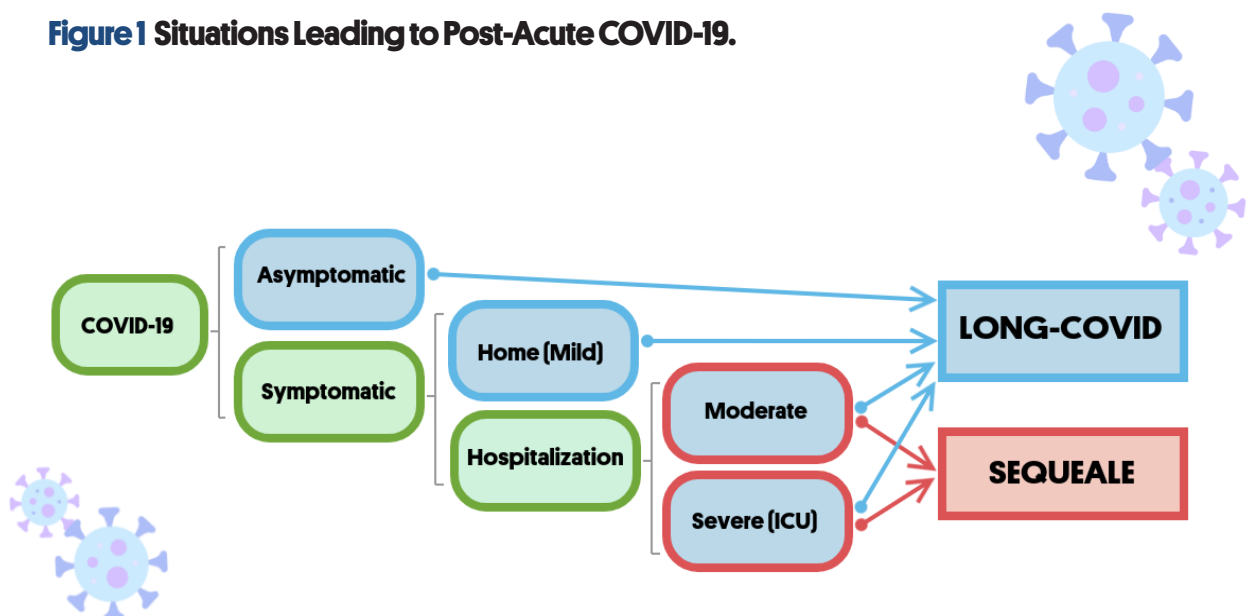 Figure 1 Situations Leading to Post-Acute COVID-19.
COVID-19
Asymptomatic
Symptomatic
Home (Mild)
Hospitalization
Moderate
Severe (ICU)
LONG-COVID
SEQUEALE